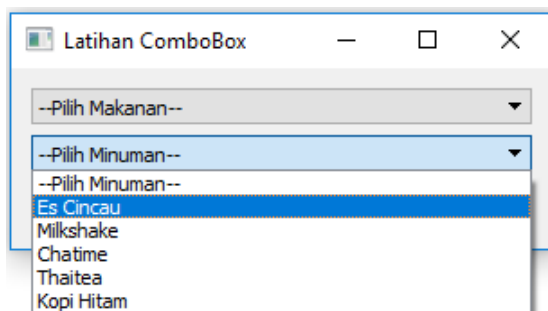 Latihan ComboBox
--Pilih Makanan--
--Pilih Minuman--
--Pilih Minuman--
Es Cincau
Milkshake
Chatime
Thaitea
Kopi Hitam